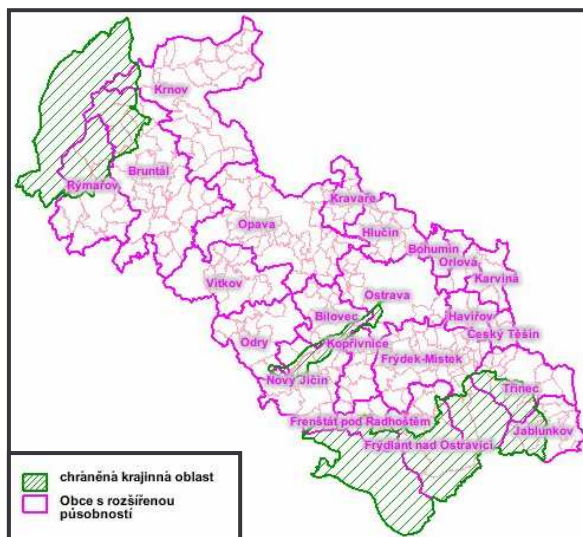 Krnov
Rýmařov
Bruntál
Opava
Kravaře
Hlučín
Bohumín
Orlová
Karviná
Vítkov
Ostrava
Bílovec
Havířov
Odry
Kopřivnice
Český Těšín
Frýdek-Místek
Nový Jičín
Třinec
Frenštát pod Radhoštěm
Jablunkov
Frýdlant nad Ostravicí
chráněná krajinná oblast
Obce s rozšířenou
působností